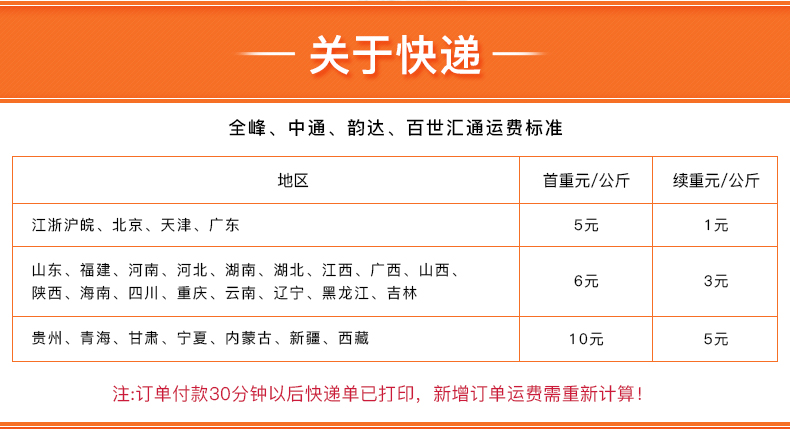 关于快递
全峰、中通、韵达、百世汇通运费标准
地区 首重元/公斤 续重元/公斤
江浙沪皖、北京、天津、广东 5元 1元
山东、福建、河南、河北、湖南、湖北、江西、广西、山西、
陕西、海南、四川、重庆、云南、辽宁、黑龙江、吉林 6元 3元
贵州、青海、甘肃、宁夏、内蒙古、新疆、西藏 10元 5元
注:订单付款30分钟以后快递单已打印，新增订单运费需重新计算！